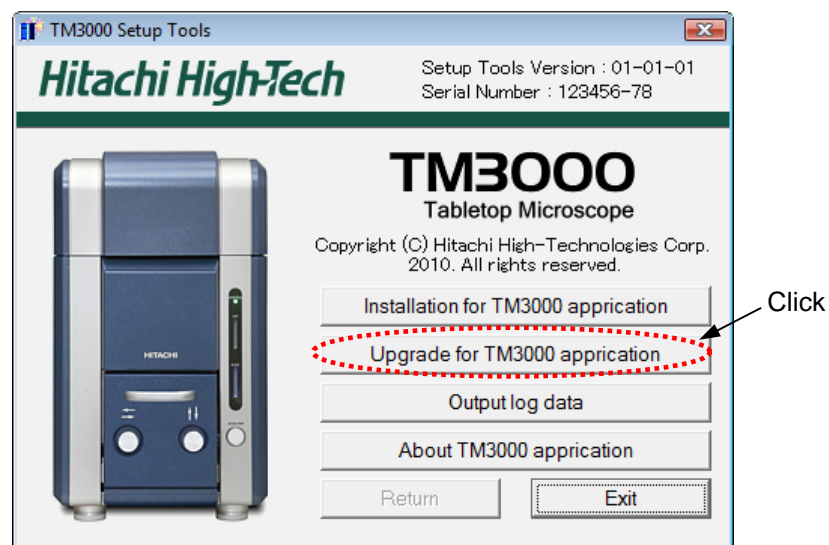 TM3000 Setup Tools
Hitachi High-Tech
Setup Tools Version : 01-01-01
Serial Number : 123456-78
TM3000
Tabletop Microscope
Copyright (C) Hitachi High-Technologies Corp.
2010. All rights reserved.
Installation for TM3000 apprication
Click
Upgrade for TM3000 apprication
HITACHI
Output log data
About TM3000 apprication
Return
Exit